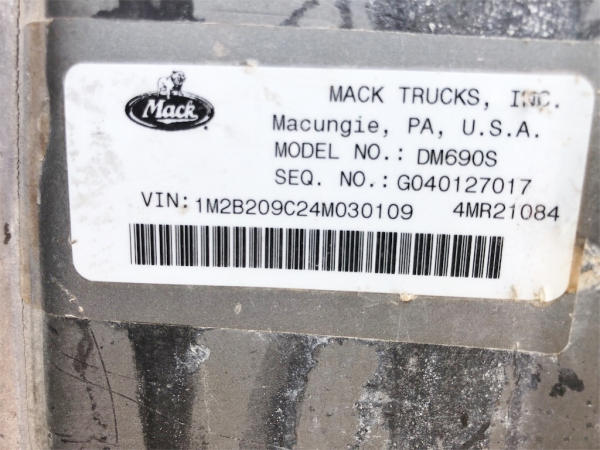 Mack
MACK TRUCKS, INC.
Macungie, PA, U.S.A.
MODEL NO.: DM690S
SEQ. NO.: G040127017
VIN: 1M2B209C24M030109 4MR21084